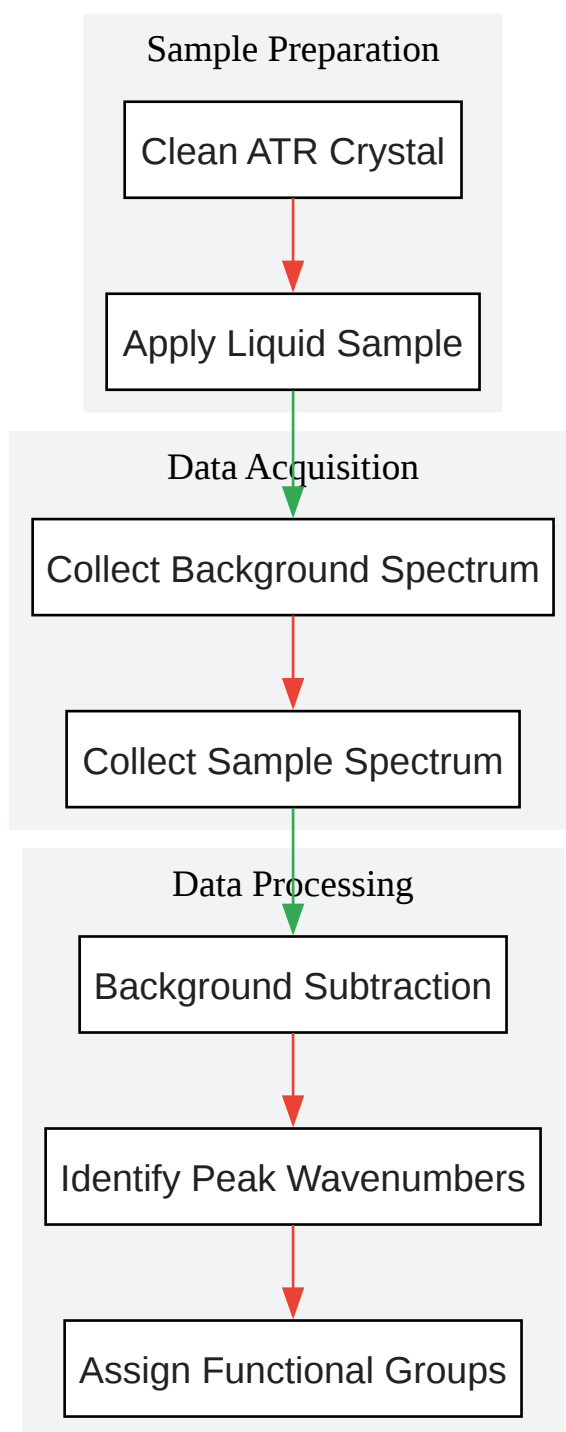 Sample Preparation
Clean ATR Crystal
Apply Liquid Sample
Data Acquisition
Collect Background Spectrum
Collect Sample Spectrum
Data Processing
Background Subtraction
Identify Peak Wavenumbers
Assign Functional Groups